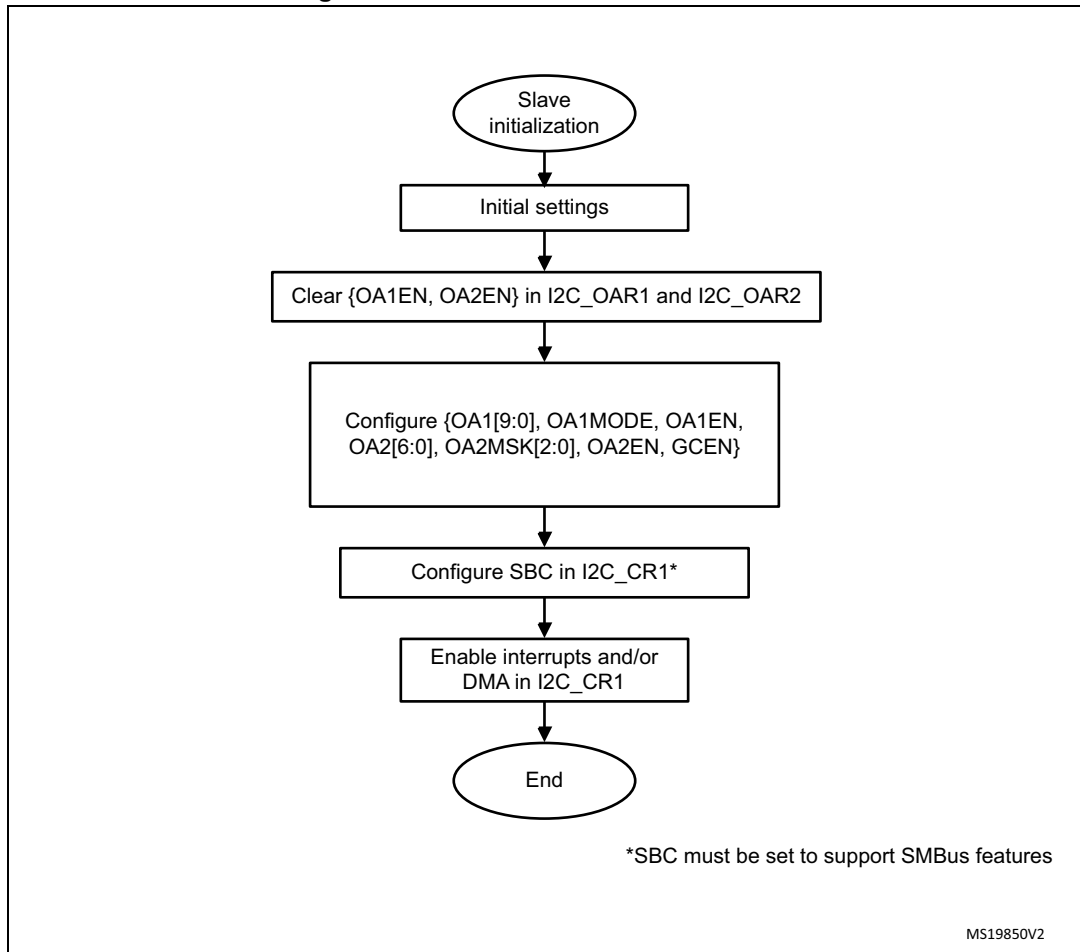 Slave
initialization
Initial settings
Clear {OA1EN, OA2EN} in I2C_OAR1 and I2C_OAR2
Configure {OA1[9:0], OA1MODE, OA1EN,
OA2[6:0], OA2MSK[2:0], OA2EN, GCEN}
Configure SBC in I2C_CR1*
Enable interrupts and/or
DMA in I2C_CR1
End
*SBC must be set to support SMBus features
MS19850V2